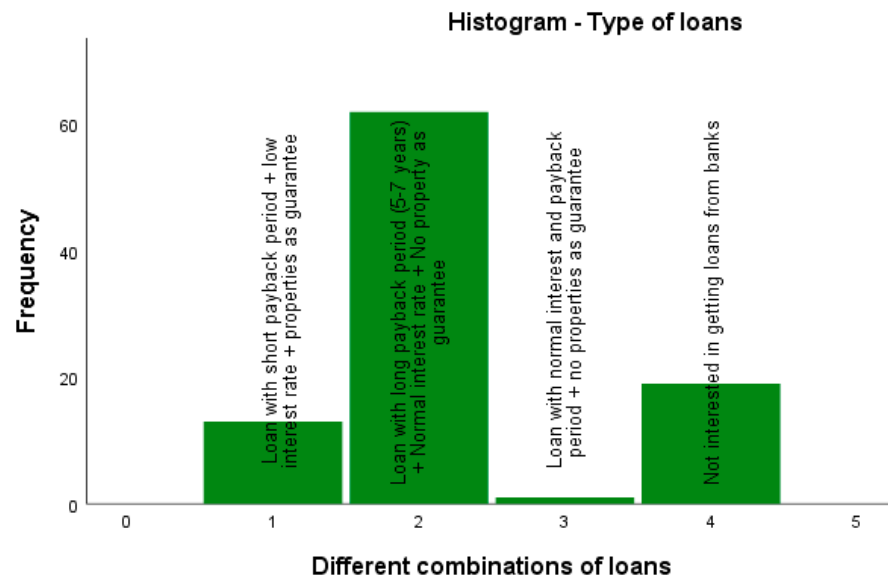 Histogram - Type of loans
Frequency
60
40
20
0
Loan with short payback period + low
interest rate + properties as guarantee
Loan with long payback period (5-7 years)
+ Normal interest rate + No property as
guarantee
Loan with normal interest and payback
period + no properties as guarantee
Not interested in getting loans from banks
0 1 2 3 4 5
Different combinations of loans